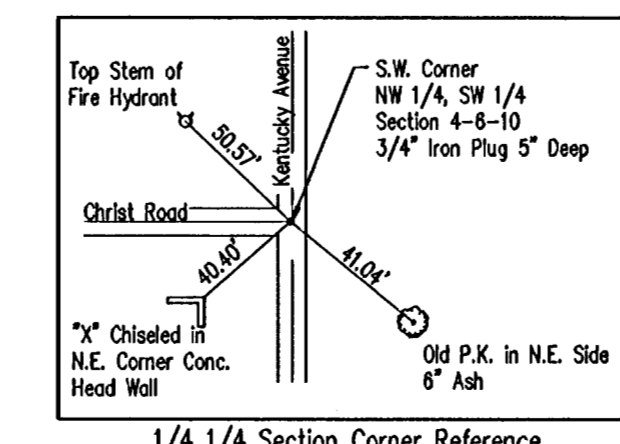 Top Stem of
Fire Hydrant
50.57'
Kentucky Avenue
S.W. Corner
NW 1/4, SW 1/4
Section 4-6-10
3/4" Iron Plug 5" Deep
Christ Road
40.40'
41.04'
"X" Chiseled in
N.E. Corner Conc.
Head Wall
Old P.K. in N.E. Side
6" Ash
1/4 1/4 Section Corner Reference